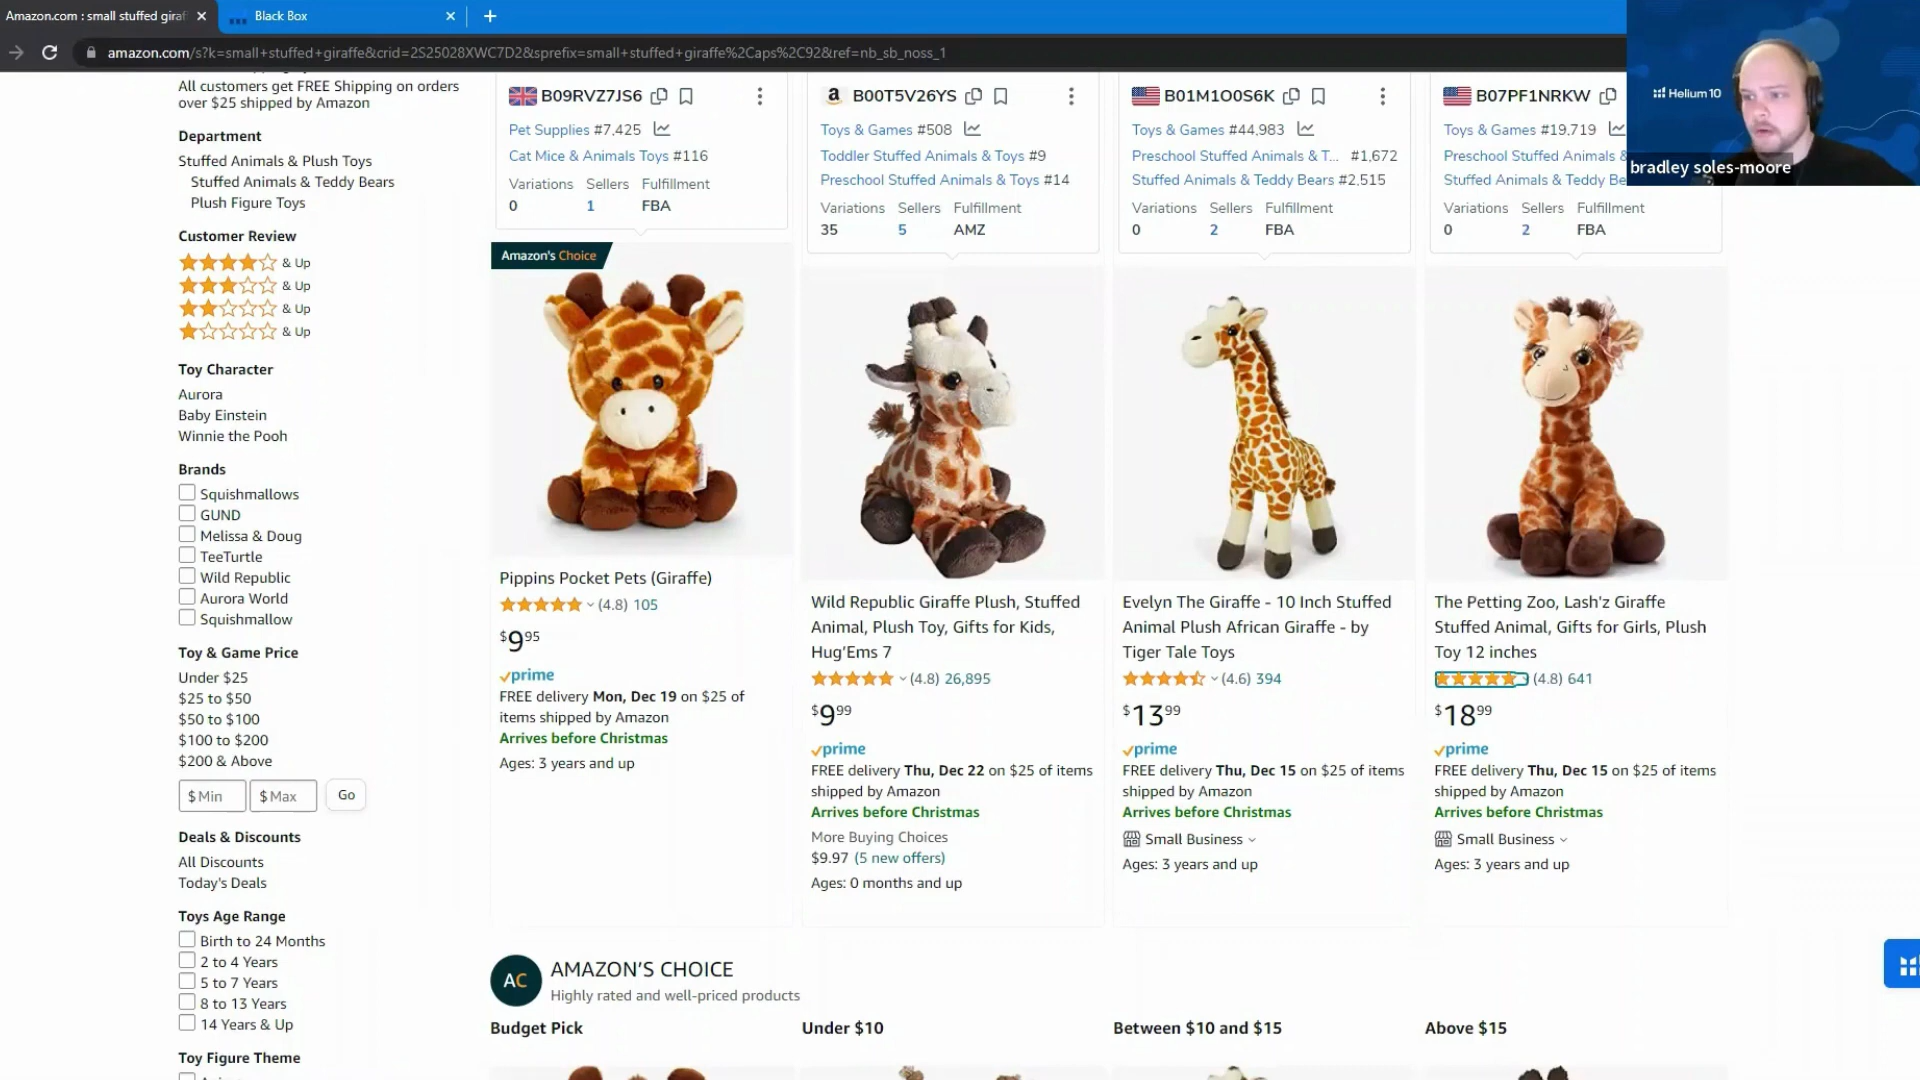 Amazon.com : small stuffed giraf
Black Box
amazon.com/s?k=small+stuffed+giraffe&crid=2S25028XWC7D2&sprefix=small+stuffed+giraffe%2Caps%2C92&ref=nb_sb_noss_1
Helium 10
bradley soles-moore
All customers get FREE Shipping on orders
over $25 shipped by Amazon
Department
Stuffed Animals & Plush Toys
Stuffed Animals & Teddy Bears
Plush Figure Toys
Customer Review
& Up
& Up
& Up
& Up
Toy Character
Aurora
Baby Einstein
Winnie the Pooh
Brands
Squishmallows
GUND
Melissa & Doug
TeeTurtle
Wild Republic
Aurora World
Squishmallow
Toy & Game Price
Under $25
$25 to $50
$50 to $100
$100 to $200
$200 & Above
$ Min $ Max Go
Deals & Discounts
All Discounts
Today's Deals
Toys Age Range
Birth to 24 Months
2 to 4 Years
5 to 7 Years
8 to 13 Years
14 Years & Up
Toy Figure Theme
B09RVZ7JS6
Pet Supplies #7,425
Cat Mice & Animals Toys #116
Variations Sellers Fulfillment
0 1 FBA
Amazon's Choice
Pippins Pocket Pets (Giraffe)
(4.8) 105
$9.95
prime
FREE delivery Mon, Dec 19 on $25 of
items shipped by Amazon
Arrives before Christmas
Ages: 3 years and up
a B00T5V26YS
Toys & Games #508
Toddler Stuffed Animals & Toys #9
Preschool Stuffed Animals & Toys #14
Variations Sellers Fulfillment
35 5 AMZ
Wild Republic Giraffe Plush, Stuffed
Animal, Plush Toy, Gifts for Kids,
Hug'Ems 7
(4.8) 26,895
$9.99
prime
FREE delivery Thu, Dec 22 on $25 of items
shipped by Amazon
Arrives before Christmas
More Buying Choices
$9.97 (5 new offers)
Ages: 0 months and up
B01M1O0S6K
Toys & Games #44,983
Preschool Stuffed Animals & T... #1,672
Stuffed Animals & Teddy Bears #2,515
Variations Sellers Fulfillment
0 2 FBA
Evelyn The Giraffe - 10 Inch Stuffed
Animal Plush African Giraffe - by
Tiger Tale Toys
(4.6) 394
$13.99
prime
FREE delivery Thu, Dec 15 on $25 of items
shipped by Amazon
Arrives before Christmas
Small Business
Ages: 3 years and up
B07PF1NRKW
Toys & Games #19,719
Preschool Stuffed Animals &
Stuffed Animals & Teddy Be
Variations Sellers Fulfillment
0 2 FBA
The Petting Zoo, Lash'z Giraffe
Stuffed Animal, Gifts for Girls, Plush
Toy 12 inches
(4.8) 641
$18.99
prime
FREE delivery Thu, Dec 15 on $25 of items
shipped by Amazon
Arrives before Christmas
Small Business
Ages: 3 years and up
AC AMAZON'S CHOICE
Highly rated and well-priced products
Budget Pick Under $10 Between $10 and $15 Above $15